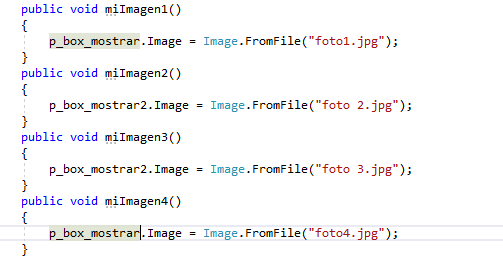 public void miImagen1()
{
p_box_mostrar.Image = Image.FromFile("foto1.jpg");
}
public void miImagen2()
{
p_box_mostrar2.Image = Image.FromFile("foto 2.jpg");
}
public void miImagen3()
{
p_box_mostrar2.Image = Image.FromFile("foto 3.jpg");
}
public void miImagen4()
{
p_box_mostrar.Image = Image.FromFile("foto4.jpg");
}